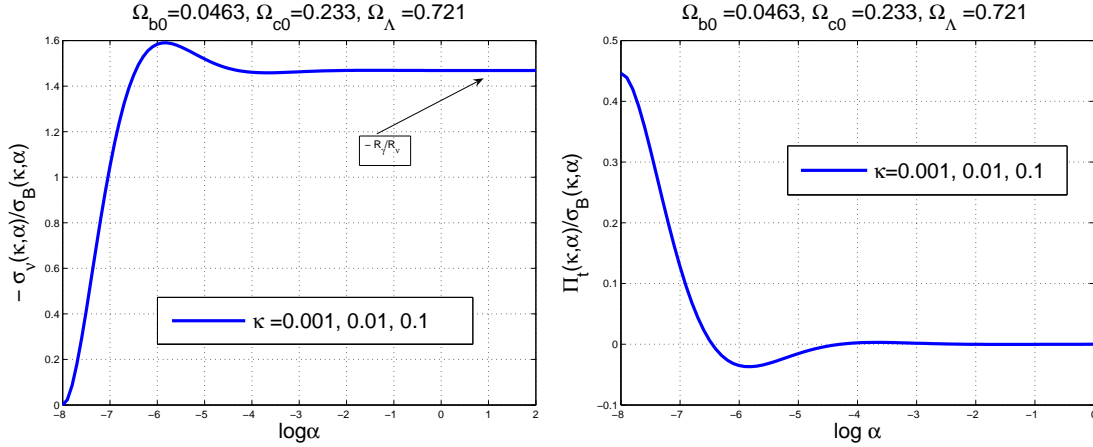 Ω_b0=0.0463, Ω_c0=0.233, Ω_Λ=0.721
− σ_ν(κ,α)/σ_B(κ,α)
1.6
1.4
1.2
1
0.8
0.6
0.4
0.2
0
− R_γ/R_ν
κ =0.001, 0.01, 0.1
−8 −7 −6 −5 −4 −3 −2 −1 0 1 2
logα
Ω_b0=0.0463, Ω_c0=0.233, Ω_Λ=0.721
Π_t(κ,α)/σ_B(κ,α)
0.5
0.4
0.3
0.2
0.1
0
−0.1
κ=0.001, 0.01, 0.1
−8 −7 −6 −5 −4 −3 −2 −1 0
log α